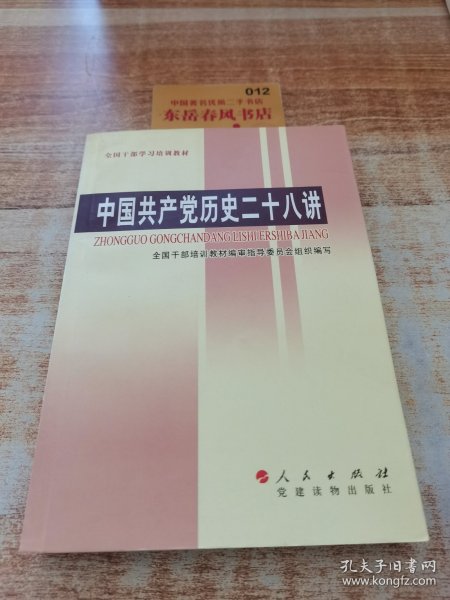 012
中国著名优质二手书店
东岳春风书店
全国干部学习培训教材
中国共产党历史二十八讲
ZHONGGUO GONGCHANDANG LISHI ERSHIBA JIANG
全国干部培训教材编审指导委员会组织编写
人民出版社
党建读物出版社
孔夫子旧书网
www.kongfz.com